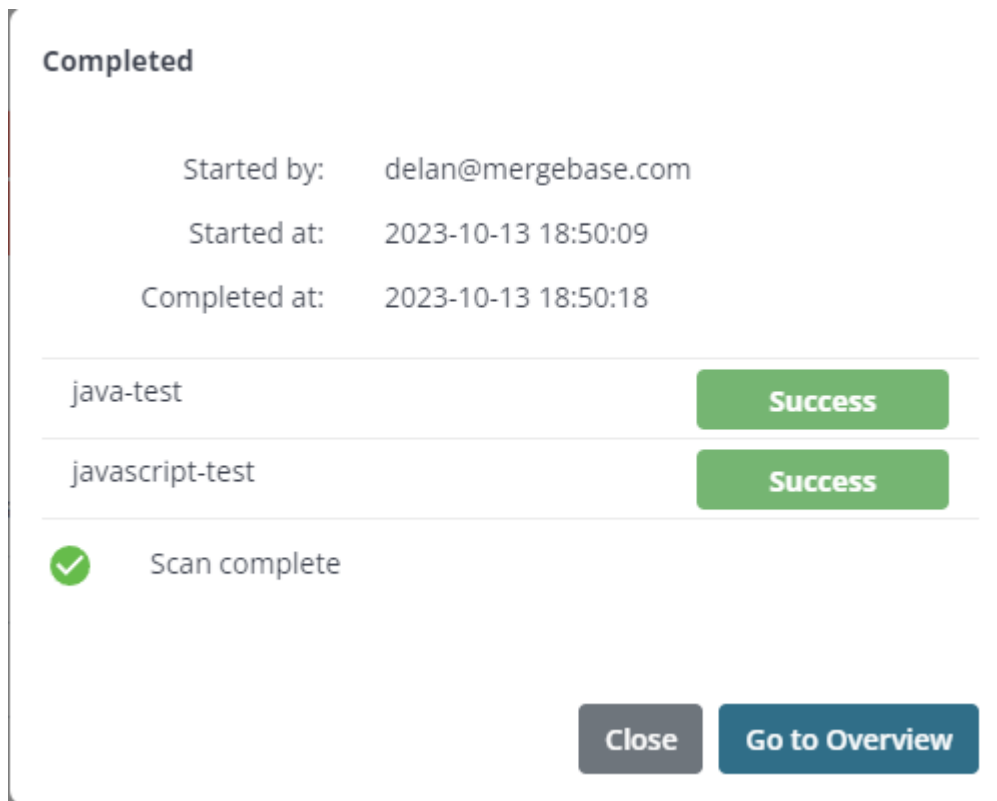 Completed
Started by: delan@mergebase.com
Started at: 2023-10-13 18:50:09
Completed at: 2023-10-13 18:50:18
java-test Success
javascript-test Success
Scan complete
Close Go to Overview